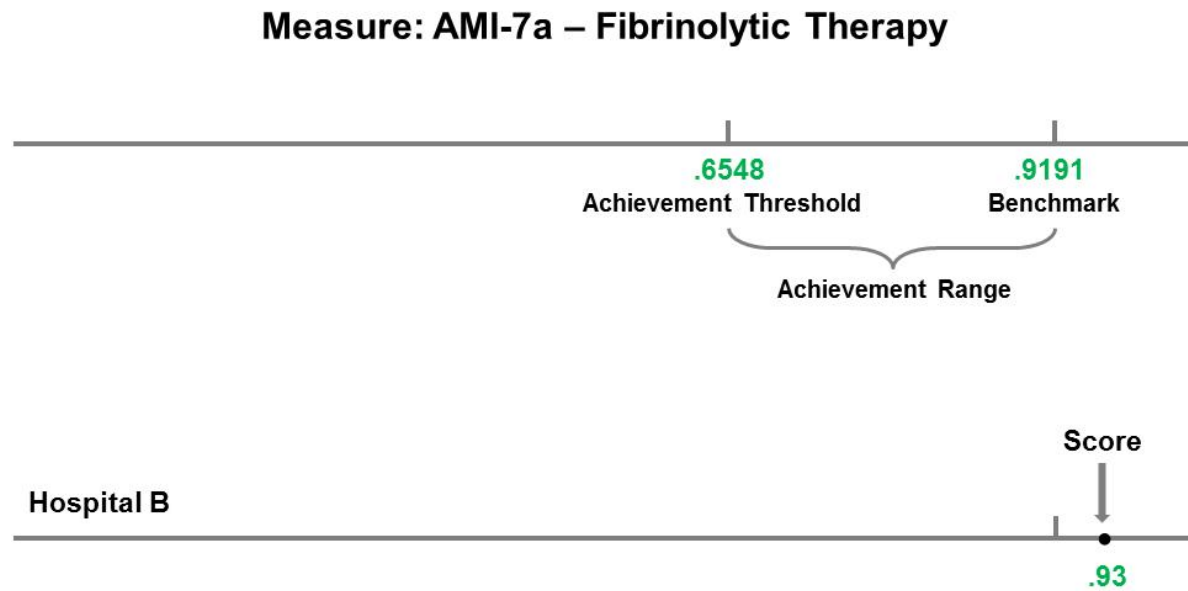 Measure: AMI-7a – Fibrinolytic Therapy
.6548 .9191
Achievement Threshold Benchmark
Achievement Range
Score
Hospital B
.93